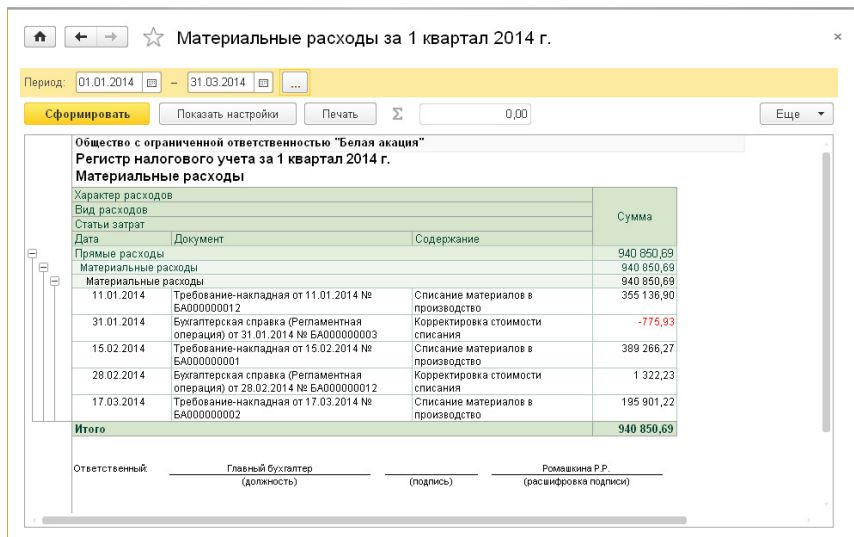 Материальные расходы за 1 квартал 2014 г.
Период: 01.01.2014 – 31.03.2014 ...
Сформировать Показать настройки Печать Σ 0,00 Еще
Общество с ограниченной ответственностью "Белая акация"
Регистр налогового учета за 1 квартал 2014 г.
Материальные расходы
Характер расходов
Вид расходов
Сумма
Статьи затрат
Дата Документ Содержание
Прямые расходы 940 850,69
Материальные расходы 940 850,69
Материальные расходы 940 850,69
11.01.2014 Требование-накладная от 11.01.2014 № Списание материалов в 355 136,90
БА000000012 производство
31.01.2014 Бухгалтерская справка (Регламентная Корректировка стоимости -775,93
операция) от 31.01.2014 № БА000000003 списания
15.02.2014 Требование-накладная от 15.02.2014 № Списание материалов в 389 266,27
БА000000001 производство
28.02.2014 Бухгалтерская справка (Регламентная Корректировка стоимости 1 322,23
операция) от 28.02.2014 № БА000000012 списания
17.03.2014 Требование-накладная от 17.03.2014 № Списание материалов в 195 901,22
БА000000002 производство
Итого 940 850,69
Ответственный: Главный бухгалтер Ромашкина Р.Р.
(должность) (подпись) (расшифровка подписи)